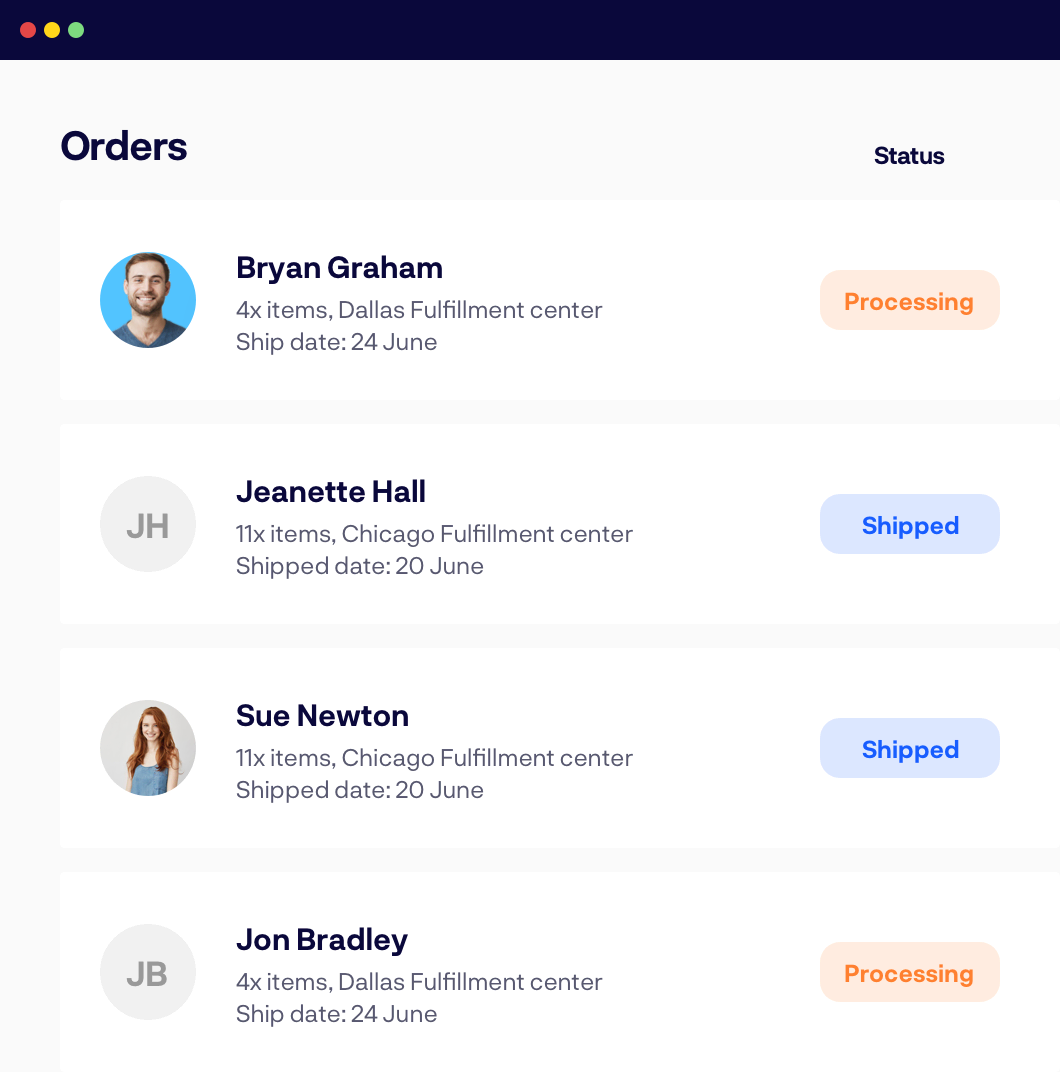 Orders
Status
Bryan Graham
4x items, Dallas Fulfillment center
Ship date: 24 June
Processing
JH
Jeanette Hall
11x items, Chicago Fulfillment center
Shipped date: 20 June
Shipped
Sue Newton
11x items, Chicago Fulfillment center
Shipped date: 20 June
Shipped
JB
Jon Bradley
4x items, Dallas Fulfillment center
Ship date: 24 June
Processing